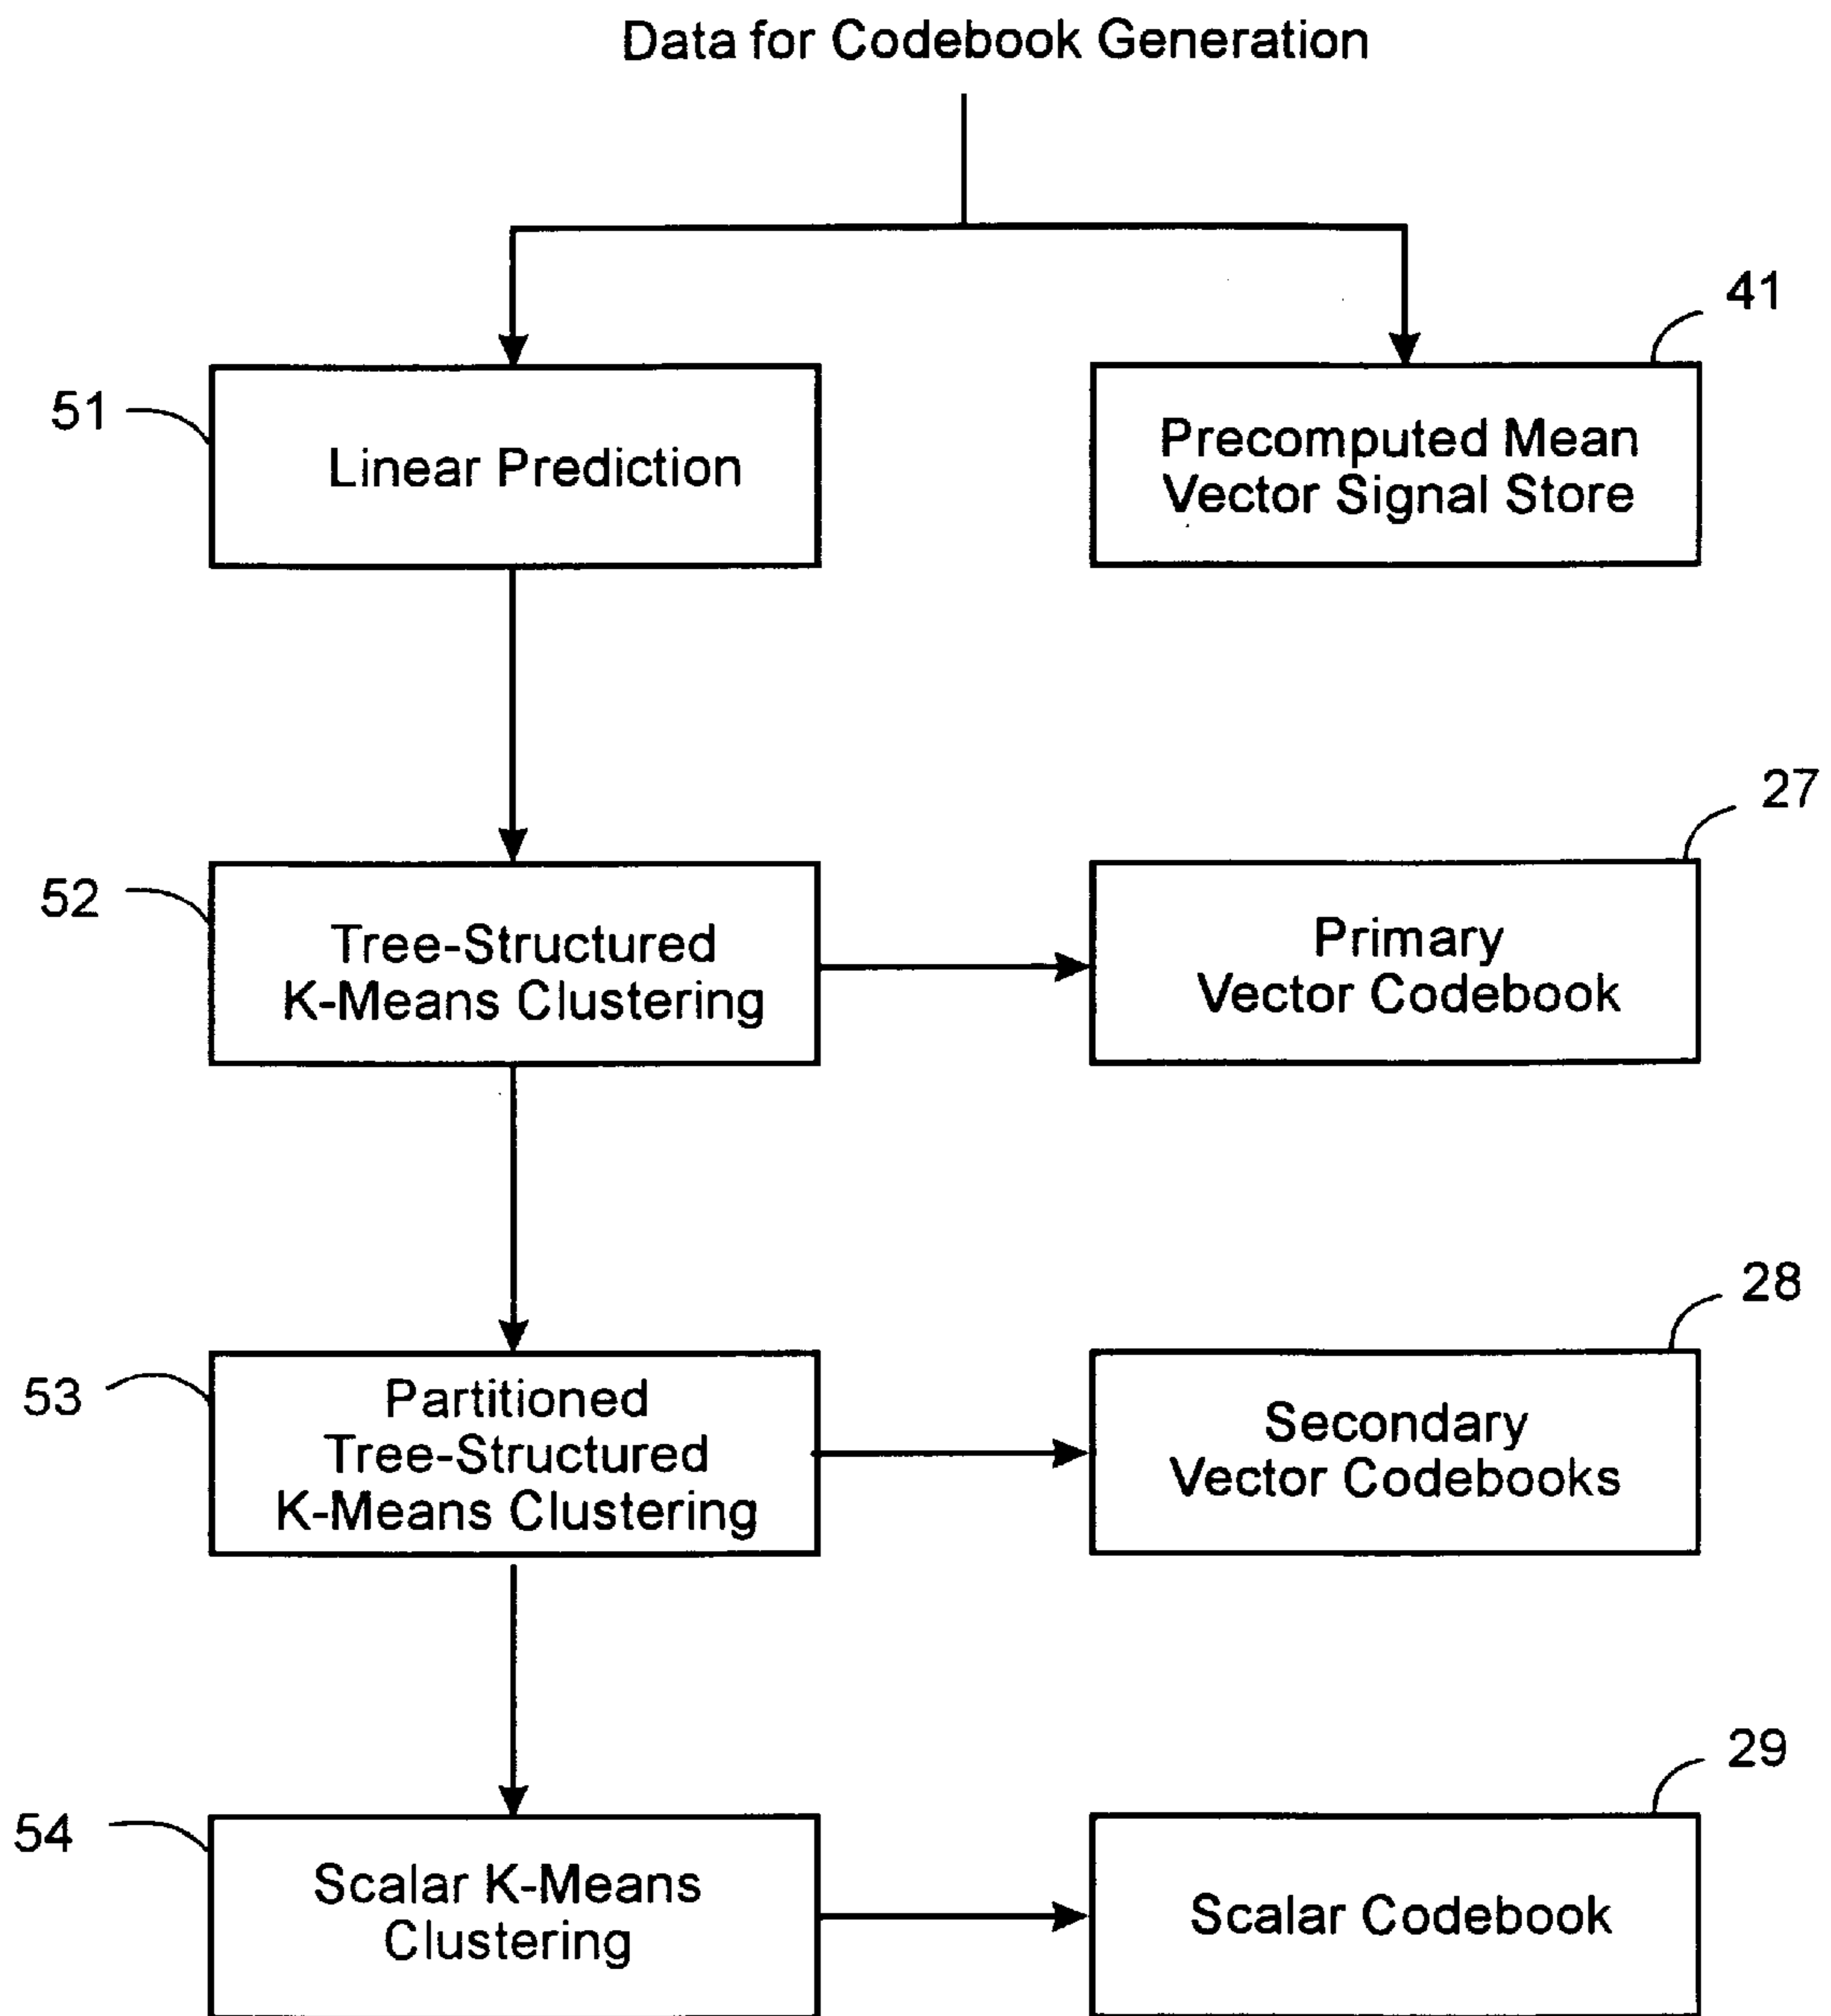 Data for Codebook Generation
41
51
Linear Prediction
Precomputed Mean
Vector Signal Store
27
52
Tree-Structured
K-Means Clustering
Primary
Vector Codebook
28
53
Partitioned
Tree-Structured
K-Means Clustering
Secondary
Vector Codebooks
29
54
Scalar K-Means
Clustering
Scalar Codebook